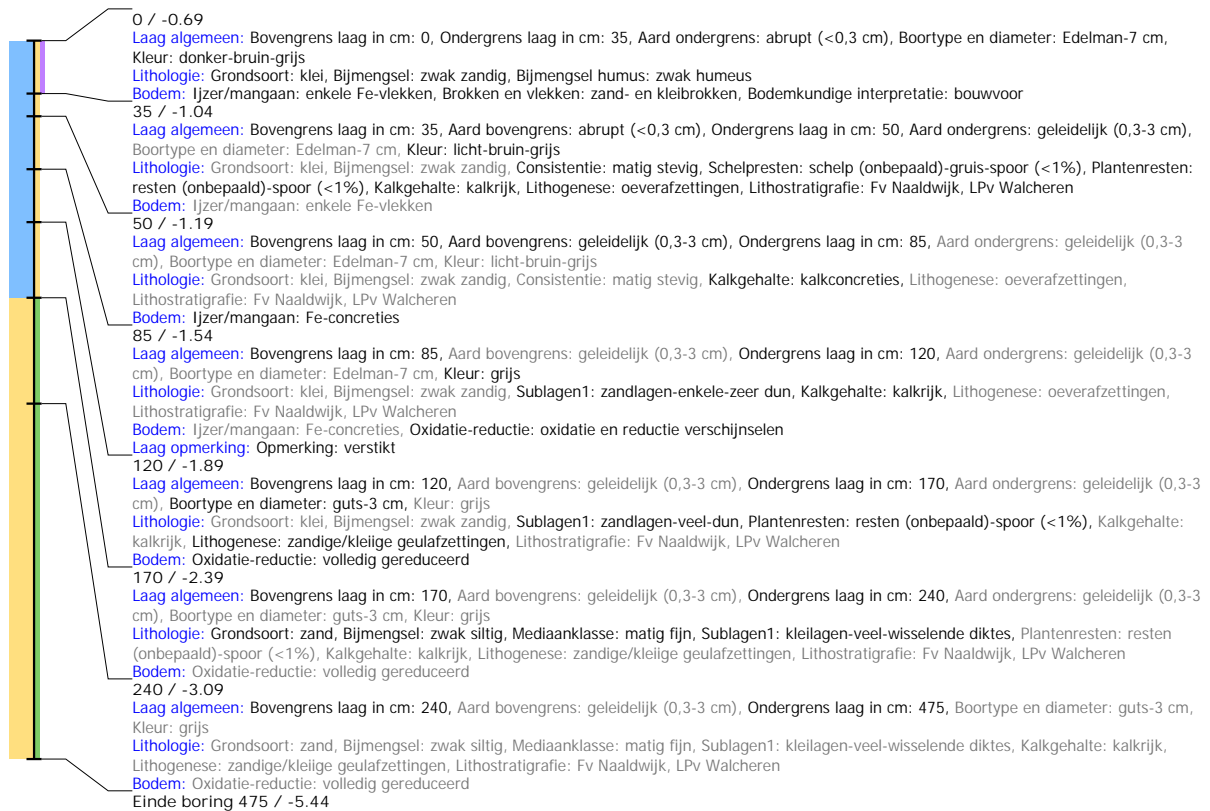 0 / -0.69
Laag algemeen: Bovengrens laag in cm: 0, Ondergrens laag in cm: 35, Aard ondergrens: abrupt (<0,3 cm), Boortype en diameter: Edelman-7 cm,
Kleur: donker-bruin-grijs
Lithologie: Grondsoort: klei, Bijmengsel: zwak zandig, Bijmengsel humus: zwak humeus
Bodem: Ijzer/mangaan: enkele Fe-vlekken, Brokken en vlekken: zand- en kleibrokken, Bodemkundige interpretatie: bouwvoor
35 / -1.04
Laag algemeen: Bovengrens laag in cm: 35, Aard bovengrens: abrupt (<0,3 cm), Ondergrens laag in cm: 50, Aard ondergrens: geleidelijk (0,3-3 cm),
Boortype en diameter: Edelman-7 cm, Kleur: licht-bruin-grijs
Lithologie: Grondsoort: klei, Bijmengsel: zwak zandig, Consistentie: matig stevig, Schelpresten: schelp (onbepaald)-gruis-spoor (<1%), Plantenresten:
resten (onbepaald)-spoor (<1%), Kalkgehalte: kalkrijk, Lithogenese: oeverafzettingen, Lithostratigrafie: Fv Naaldwijk, LPv Walcheren
Bodem: Ijzer/mangaan: enkele Fe-vlekken
50 / -1.19
Laag algemeen: Bovengrens laag in cm: 50, Aard bovengrens: geleidelijk (0,3-3 cm), Ondergrens laag in cm: 85, Aard ondergrens: geleidelijk (0,3-3
cm), Boortype en diameter: Edelman-7 cm, Kleur: licht-bruin-grijs
Lithologie: Grondsoort: klei, Bijmengsel: zwak zandig, Consistentie: matig stevig, Kalkgehalte: kalkconcreties, Lithogenese: oeverafzettingen,
Lithostratigrafie: Fv Naaldwijk, LPv Walcheren
Bodem: Ijzer/mangaan: Fe-concreties
85 / -1.54
Laag algemeen: Bovengrens laag in cm: 85, Aard bovengrens: geleidelijk (0,3-3 cm), Ondergrens laag in cm: 120, Aard ondergrens: geleidelijk (0,3-3
cm), Boortype en diameter: Edelman-7 cm, Kleur: grijs
Lithologie: Grondsoort: klei, Bijmengsel: zwak zandig, Sublagen1: zandlagen-enkele-zeer dun, Kalkgehalte: kalkrijk, Lithogenese: oeverafzettingen,
Lithostratigrafie: Fv Naaldwijk, LPv Walcheren
Bodem: Ijzer/mangaan: Fe-concreties, Oxidatie-reductie: oxidatie en reductie verschijnselen
Laag opmerking: Opmerking: verstikt
120 / -1.89
Laag algemeen: Bovengrens laag in cm: 120, Aard bovengrens: geleidelijk (0,3-3 cm), Ondergrens laag in cm: 170, Aard ondergrens: geleidelijk (0,3-3
cm), Boortype en diameter: guts-3 cm, Kleur: grijs
Lithologie: Grondsoort: klei, Bijmengsel: zwak zandig, Sublagen1: zandlagen-veel-dun, Plantenresten: resten (onbepaald)-spoor (<1%), Kalkgehalte:
kalkrijk, Lithogenese: zandige/kleiige geulafzettingen, Lithostratigrafie: Fv Naaldwijk, LPv Walcheren
Bodem: Oxidatie-reductie: volledig gereduceerd
170 / -2.39
Laag algemeen: Bovengrens laag in cm: 170, Aard bovengrens: geleidelijk (0,3-3 cm), Ondergrens laag in cm: 240, Aard ondergrens: geleidelijk (0,3-3
cm), Boortype en diameter: guts-3 cm, Kleur: grijs
Lithologie: Grondsoort: zand, Bijmengsel: zwak siltig, Mediaanklasse: matig fijn, Sublagen1: kleilagen-veel-wisselende diktes, Plantenresten: resten
(onbepaald)-spoor (<1%), Kalkgehalte: kalkrijk, Lithogenese: zandige/kleiige geulafzettingen, Lithostratigrafie: Fv Naaldwijk, LPv Walcheren
Bodem: Oxidatie-reductie: volledig gereduceerd
240 / -3.09
Laag algemeen: Bovengrens laag in cm: 240, Aard bovengrens: geleidelijk (0,3-3 cm), Ondergrens laag in cm: 475, Boortype en diameter: guts-3 cm,
Kleur: grijs
Lithologie: Grondsoort: zand, Bijmengsel: zwak siltig, Mediaanklasse: matig fijn, Sublagen1: kleilagen-veel-wisselende diktes, Kalkgehalte: kalkrijk,
Lithogenese: zandige/kleiige geulafzettingen, Lithostratigrafie: Fv Naaldwijk, LPv Walcheren
Bodem: Oxidatie-reductie: volledig gereduceerd
Einde boring 475 / -5.44